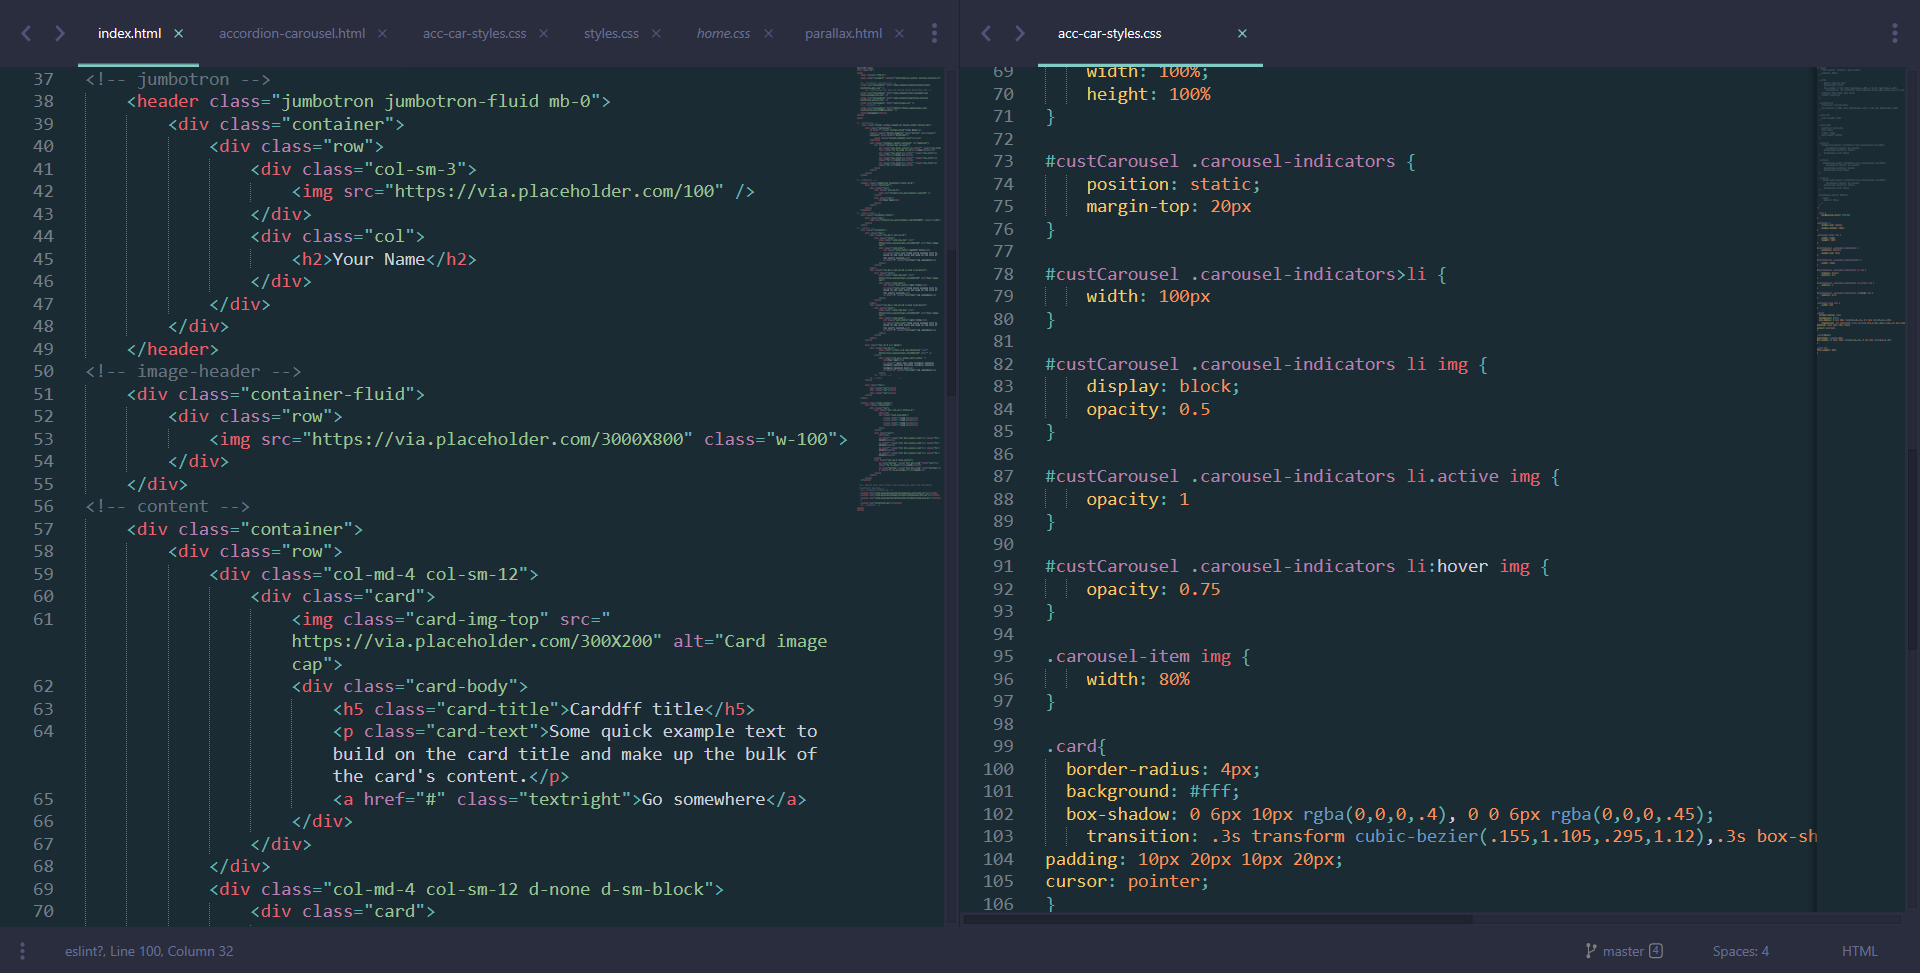 index.html ×
accordion-carousel.html ×
acc-car-styles.css ×
styles.css ×
home.css ×
parallax.html ×
acc-car-styles.css ×
37 <!-- jumbotron -->
38 <header class="jumbotron jumbotron-fluid mb-0">
39 <div class="container">
40 <div class="row">
41 <div class="col-sm-3">
42 <img src="https://via.placeholder.com/100" />
43 </div>
44 <div class="col">
45 <h2>Your Name</h2>
46 </div>
47 </div>
48 </div>
49 </header>
50 <!-- image-header -->
51 <div class="container-fluid">
52 <div class="row">
53 <img src="https://via.placeholder.com/3000X800" class="w-100">
54 </div>
55 </div>
56 <!-- content -->
57 <div class="container">
58 <div class="row">
59 <div class="col-md-4 col-sm-12">
60 <div class="card">
61 <img class="card-img-top" src="
https://via.placeholder.com/300X200" alt="Card image
cap">
62 <div class="card-body">
63 <h5 class="card-title">Carddff title</h5>
64 <p class="card-text">Some quick example text to
build on the card title and make up the bulk of
the card's content.</p>
65 <a href="#" class="textright">Go somewhere</a>
66 </div>
67 </div>
68 </div>
69 <div class="col-md-4 col-sm-12 d-none d-sm-block">
70 <div class="card">
69 width: 100%;
70 height: 100%
71 }
72
73 #custCarousel .carousel-indicators {
74 position: static;
75 margin-top: 20px
76 }
77
78 #custCarousel .carousel-indicators>li {
79 width: 100px
80 }
81
82 #custCarousel .carousel-indicators li img {
83 display: block;
84 opacity: 0.5
85 }
86
87 #custCarousel .carousel-indicators li.active img {
88 opacity: 1
89 }
90
91 #custCarousel .carousel-indicators li:hover img {
92 opacity: 0.75
93 }
94
95 .carousel-item img {
96 width: 80%
97 }
98
99 .card{
100 border-radius: 4px;
101 background: #fff;
102 box-shadow: 0 6px 10px rgba(0,0,0,.4), 0 0 6px rgba(0,0,0,.45);
103 transition: .3s transform cubic-bezier(.155,1.105,.295,1.12),.3s box-sh
104 padding: 10px 20px 10px 20px;
105 cursor: pointer;
106 }
eslint?, Line 100, Column 32
master 4
Spaces: 4
HTML